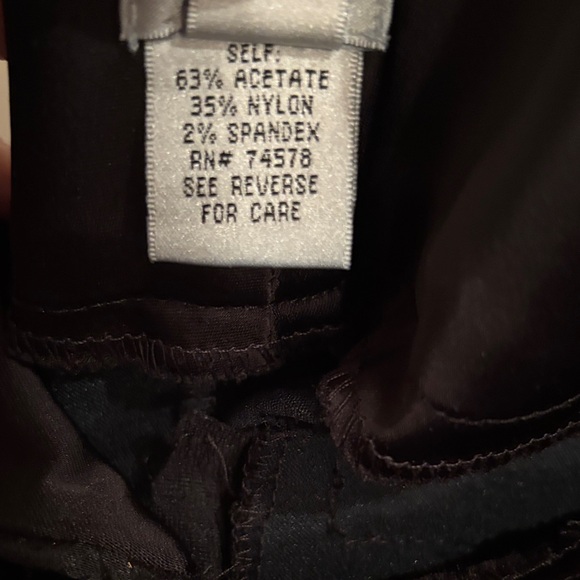 SELF:
63% ACETATE
35% NYLON
2% SPANDEX
RN# 74578
SEE REVERSE
FOR CARE